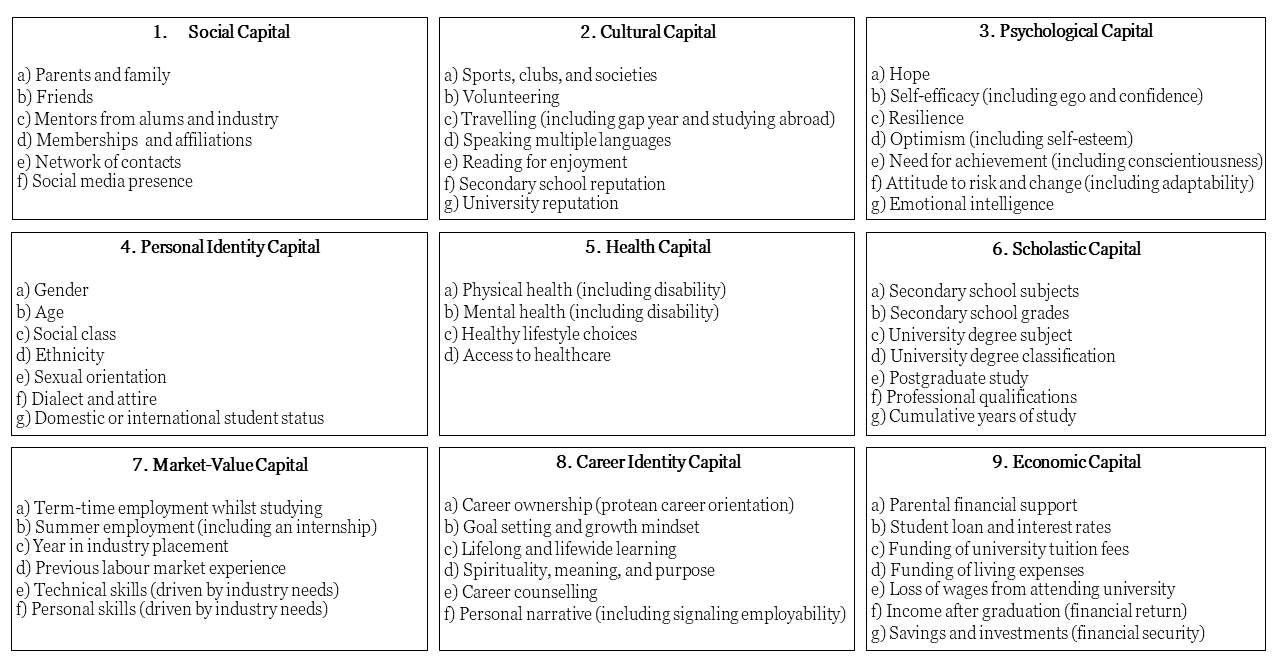 1. Social Capital
a) Parents and family
b) Friends
c) Mentors from alums and industry
d) Memberships and affiliations
e) Network of contacts
f) Social media presence
2. Cultural Capital
a) Sports, clubs, and societies
b) Volunteering
c) Travelling (including gap year and studying abroad)
d) Speaking multiple languages
e) Reading for enjoyment
f) Secondary school reputation
g) University reputation
3. Psychological Capital
a) Hope
b) Self-efficacy (including ego and confidence)
c) Resilience
d) Optimism (including self-esteem)
e) Need for achievement (including conscientiousness)
f) Attitude to risk and change (including adaptability)
g) Emotional intelligence
4. Personal Identity Capital
a) Gender
b) Age
c) Social class
d) Ethnicity
e) Sexual orientation
f) Dialect and attire
g) Domestic or international student status
5. Health Capital
a) Physical health (including disability)
b) Mental health (including disability)
c) Healthy lifestyle choices
d) Access to healthcare
6. Scholastic Capital
a) Secondary school subjects
b) Secondary school grades
c) University degree subject
d) University degree classification
e) Postgraduate study
f) Professional qualifications
g) Cumulative years of study
7. Market-Value Capital
a) Term-time employment whilst studying
b) Summer employment (including an internship)
c) Year in industry placement
d) Previous labour market experience
e) Technical skills (driven by industry needs)
f) Personal skills (driven by industry needs)
8. Career Identity Capital
a) Career ownership (protean career orientation)
b) Goal setting and growth mindset
c) Lifelong and lifewide learning
d) Spirituality, meaning, and purpose
e) Career counselling
f) Personal narrative (including signaling employability)
9. Economic Capital
a) Parental financial support
b) Student loan and interest rates
c) Funding of university tuition fees
d) Funding of living expenses
e) Loss of wages from attending university
f) Income after graduation (financial return)
g) Savings and investments (financial security)